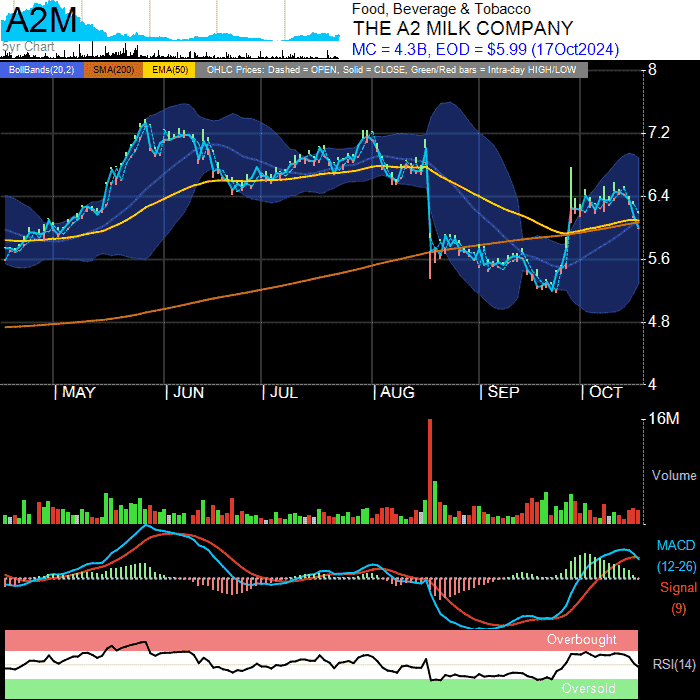 A2M
5yr Chart
Food, Beverage & Tobacco
THE A2 MILK COMPANY
MC = 4.3B, EOD = $5.99 (17Oct2024)
BollBands(20,2) SMA(200) EMA(50) OHLC Prices: Dashed = OPEN, Solid = CLOSE, Green/Red bars = Intra-day HIGH/LOW
8
7.2
6.4
5.6
4.8
4
MAY JUN JUL AUG SEP OCT
16M
Volume
MACD
(12-26)
Signal
(9)
Overbought
RSI(14)
Oversold